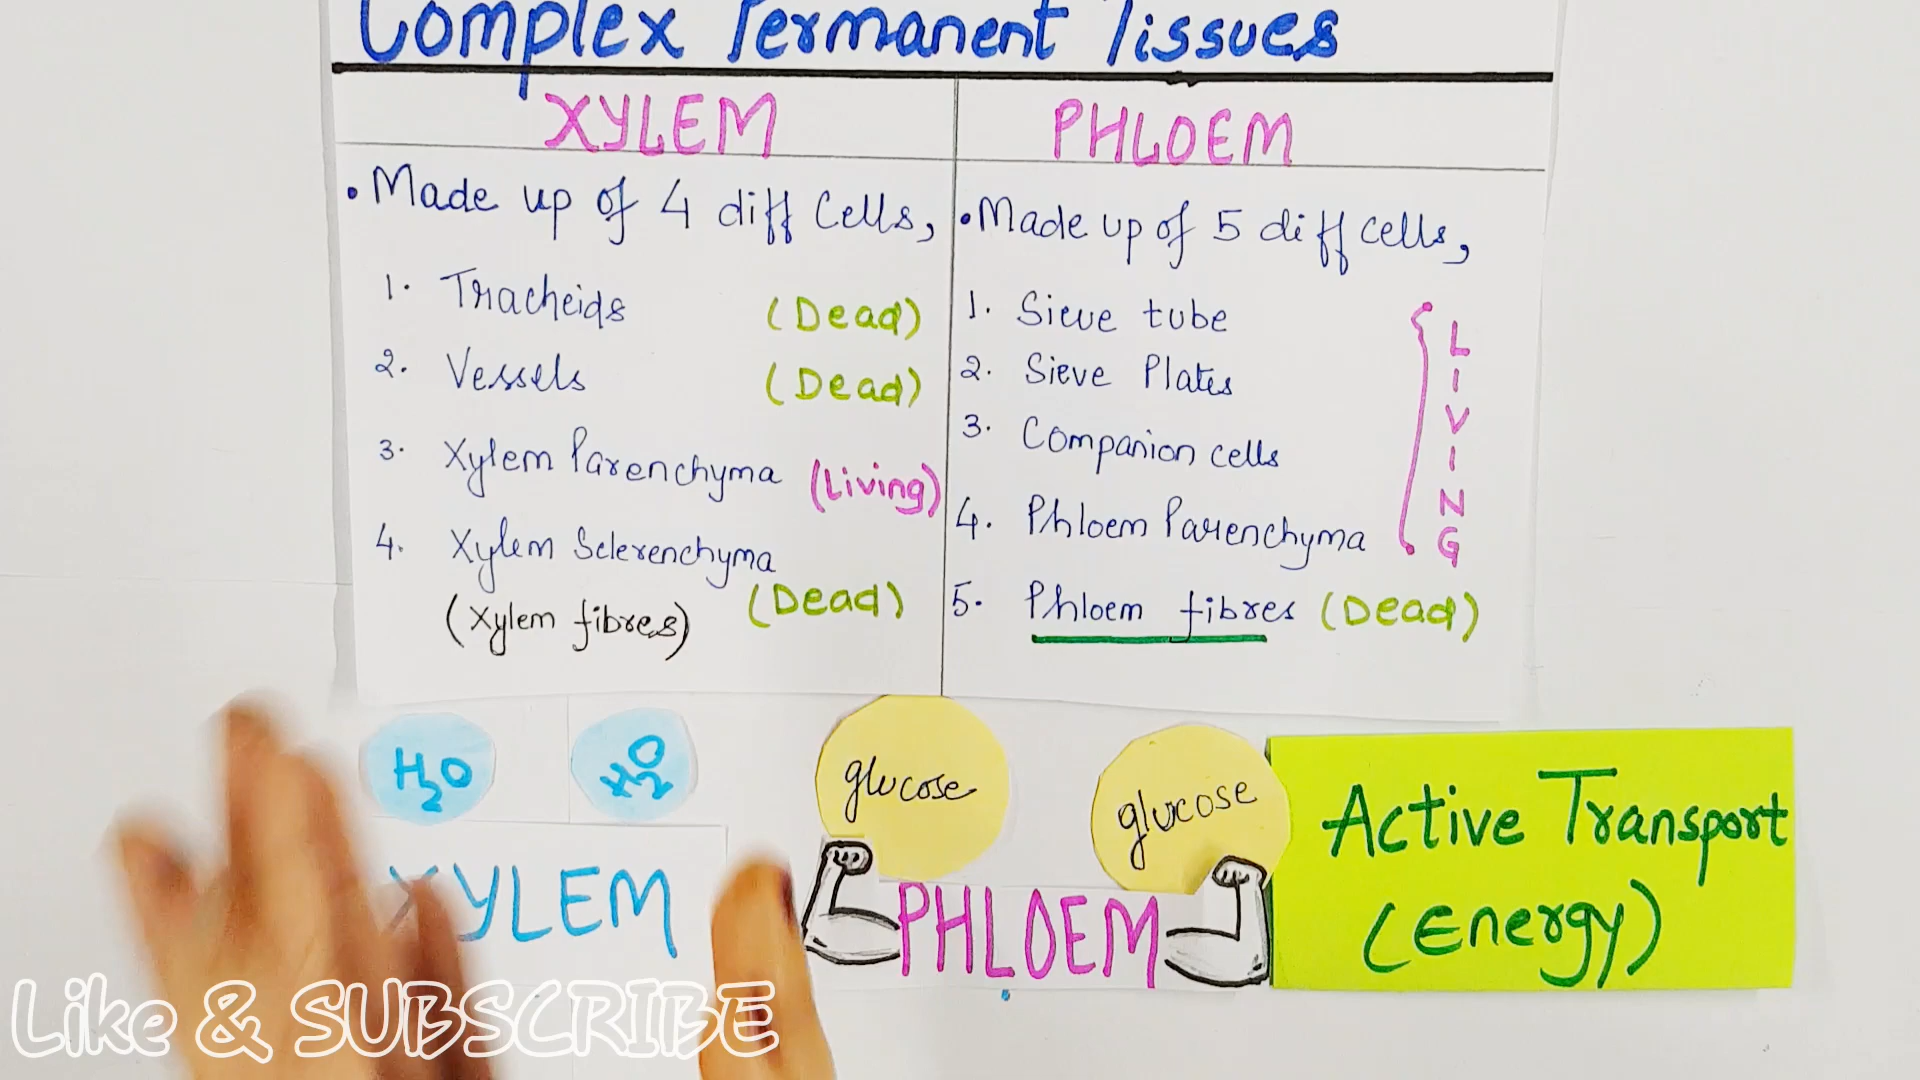 Complex Permanent Tissues
XYLEM
• Made up of 4 diff Cells,
1. Tracheids (Dead)
2. Vessels (Dead)
3. Xylem Parenchyma (Living)
4. Xylem Sclerenchyma
(Xylem fibres) (Dead)
PHLOEM
• Made up of 5 diff cells,
1. Sieve tube
2. Sieve Plates
3. Companion cells
4. Phloem Parenchyma
LIVING
5. Phloem fibres (Dead)
H2O
H2O
XYLEM
glucose
glucose
PHLOEM
Active Transport
(Energy)
Like & SUBSCRIBE